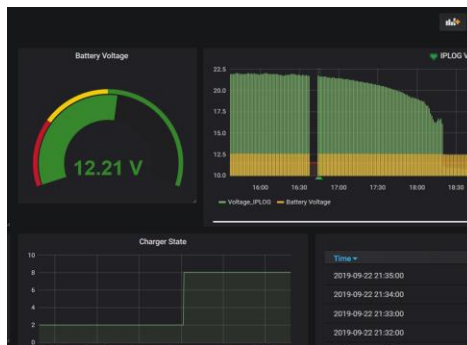 Battery Voltage
12.21 V
IPLOG V
22.5
20.0
17.5
15.0
12.5
10.0
16:00 16:30 17:00 17:30 18:00 18:30
Voltage_IPLOG Battery Voltage
Charger State
10
8
6
4
2
0
Time
2019-09-22 21:35:00
2019-09-22 21:34:00
2019-09-22 21:33:00
2019-09-22 21:32:00